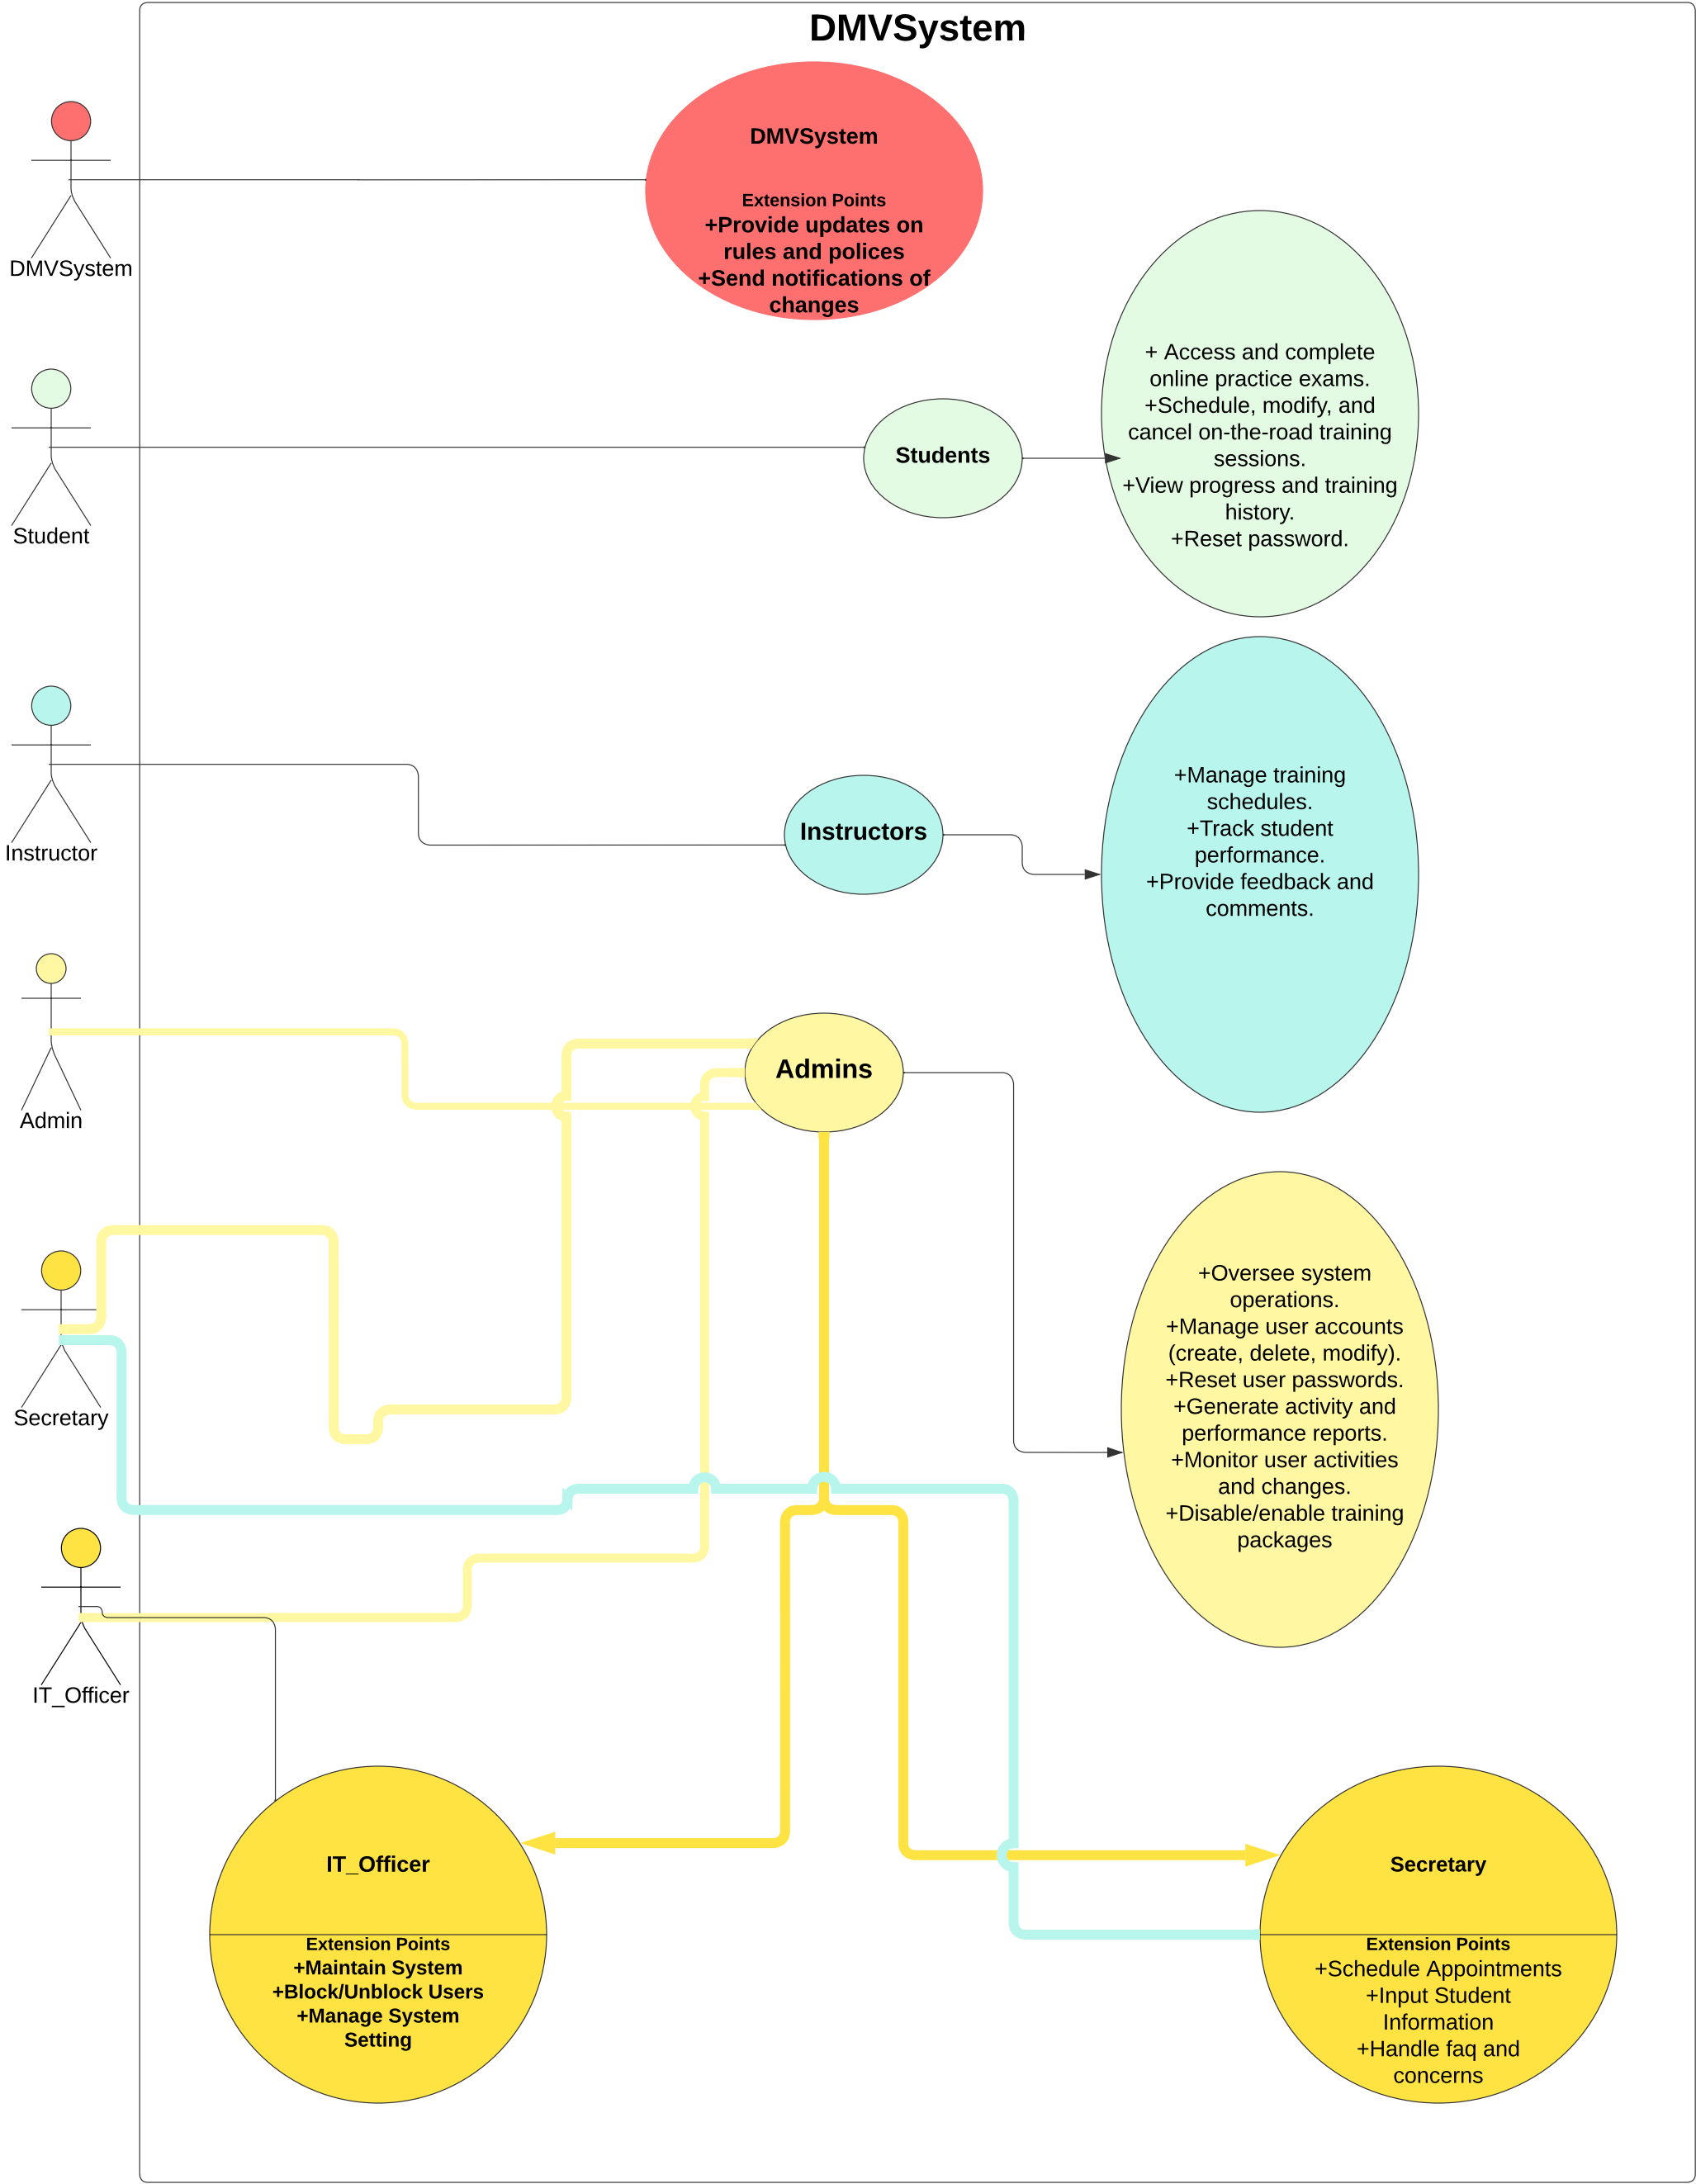 DMVSystem
DMVSystem
Extension Points
+Provide updates on
rules and polices
+Send notifications of
changes
DMVSystem
+ Access and complete
online practice exams.
+Schedule, modify, and
cancel on-the-road training
sessions.
+View progress and training
history.
+Reset password.
Students
Student
+Manage training
schedules.
+Track student
performance.
+Provide feedback and
comments.
Instructors
Instructor
Admins
Admin
+Oversee system
operations.
+Manage user accounts
(create, delete, modify).
+Reset user passwords.
+Generate activity and
performance reports.
+Monitor user activities
and changes.
+Disable/enable training
packages
Secretary
IT_Officer
IT_Officer
Extension Points
+Maintain System
+Block/Unblock Users
+Manage System
Setting
Secretary
Extension Points
+Schedule Appointments
+Input Student
Information
+Handle faq and
concerns